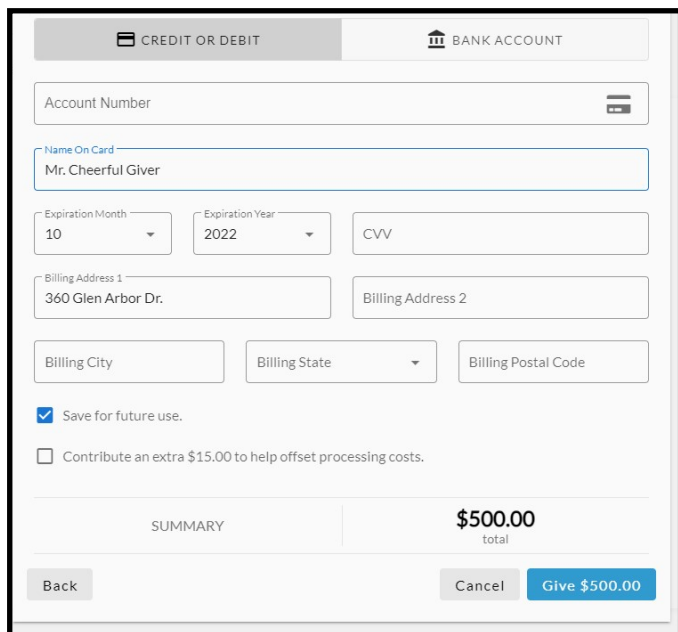 CREDIT OR DEBIT
BANK ACCOUNT
Account Number
Name On Card
Mr. Cheerful Giver
Expiration Month
10
Expiration Year
2022
CVV
Billing Address 1
360 Glen Arbor Dr.
Billing Address 2
Billing City
Billing State
Billing Postal Code
Save for future use.
Contribute an extra $15.00 to help offset processing costs.
SUMMARY
$500.00
total
Back
Cancel
Give $500.00